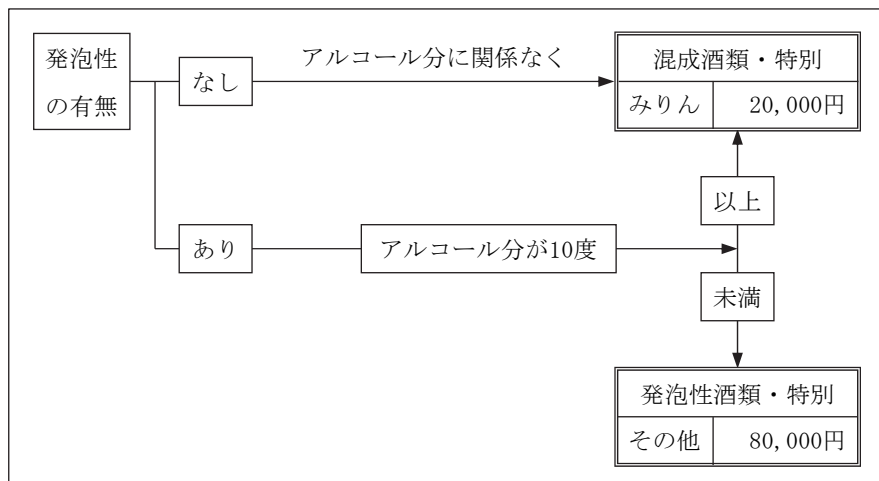 発泡性
の有無
なし
アルコール分に関係なく
混成酒類・特別
みりん 20,000円
以上
あり
アルコール分が10度
未満
発泡性酒類・特別
その他 80,000円